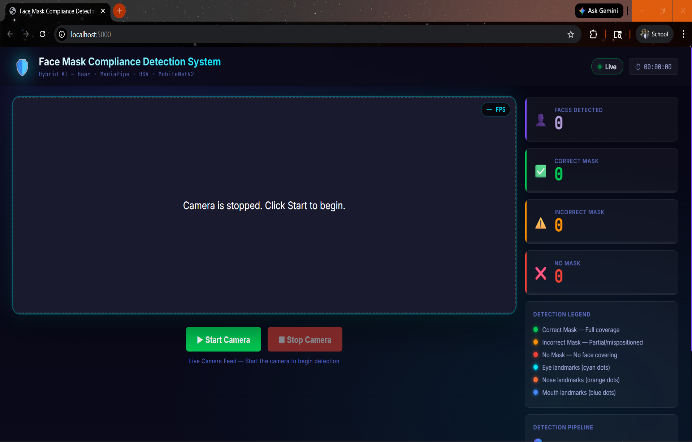 Face Mask Compliance Detectio
Ask Gemini
localhost:5000
School
Face Mask Compliance Detection System
Hybrid AI — Haar · MediaPipe · HSV · MobileNetV2
Live
00:00:00
— FPS
Camera is stopped. Click Start to begin.
Start Camera
Stop Camera
Live Camera Feed — Start the camera to begin detection
FACES DETECTED
0
CORRECT MASK
0
INCORRECT MASK
0
NO MASK
0
DETECTION LEGEND
Correct Mask — Full coverage
Incorrect Mask — Partial/mispositioned
No Mask — No face covering
Eye landmarks (cyan dots)
Nose landmarks (orange dots)
Mouth landmarks (blue dots)
DETECTION PIPELINE